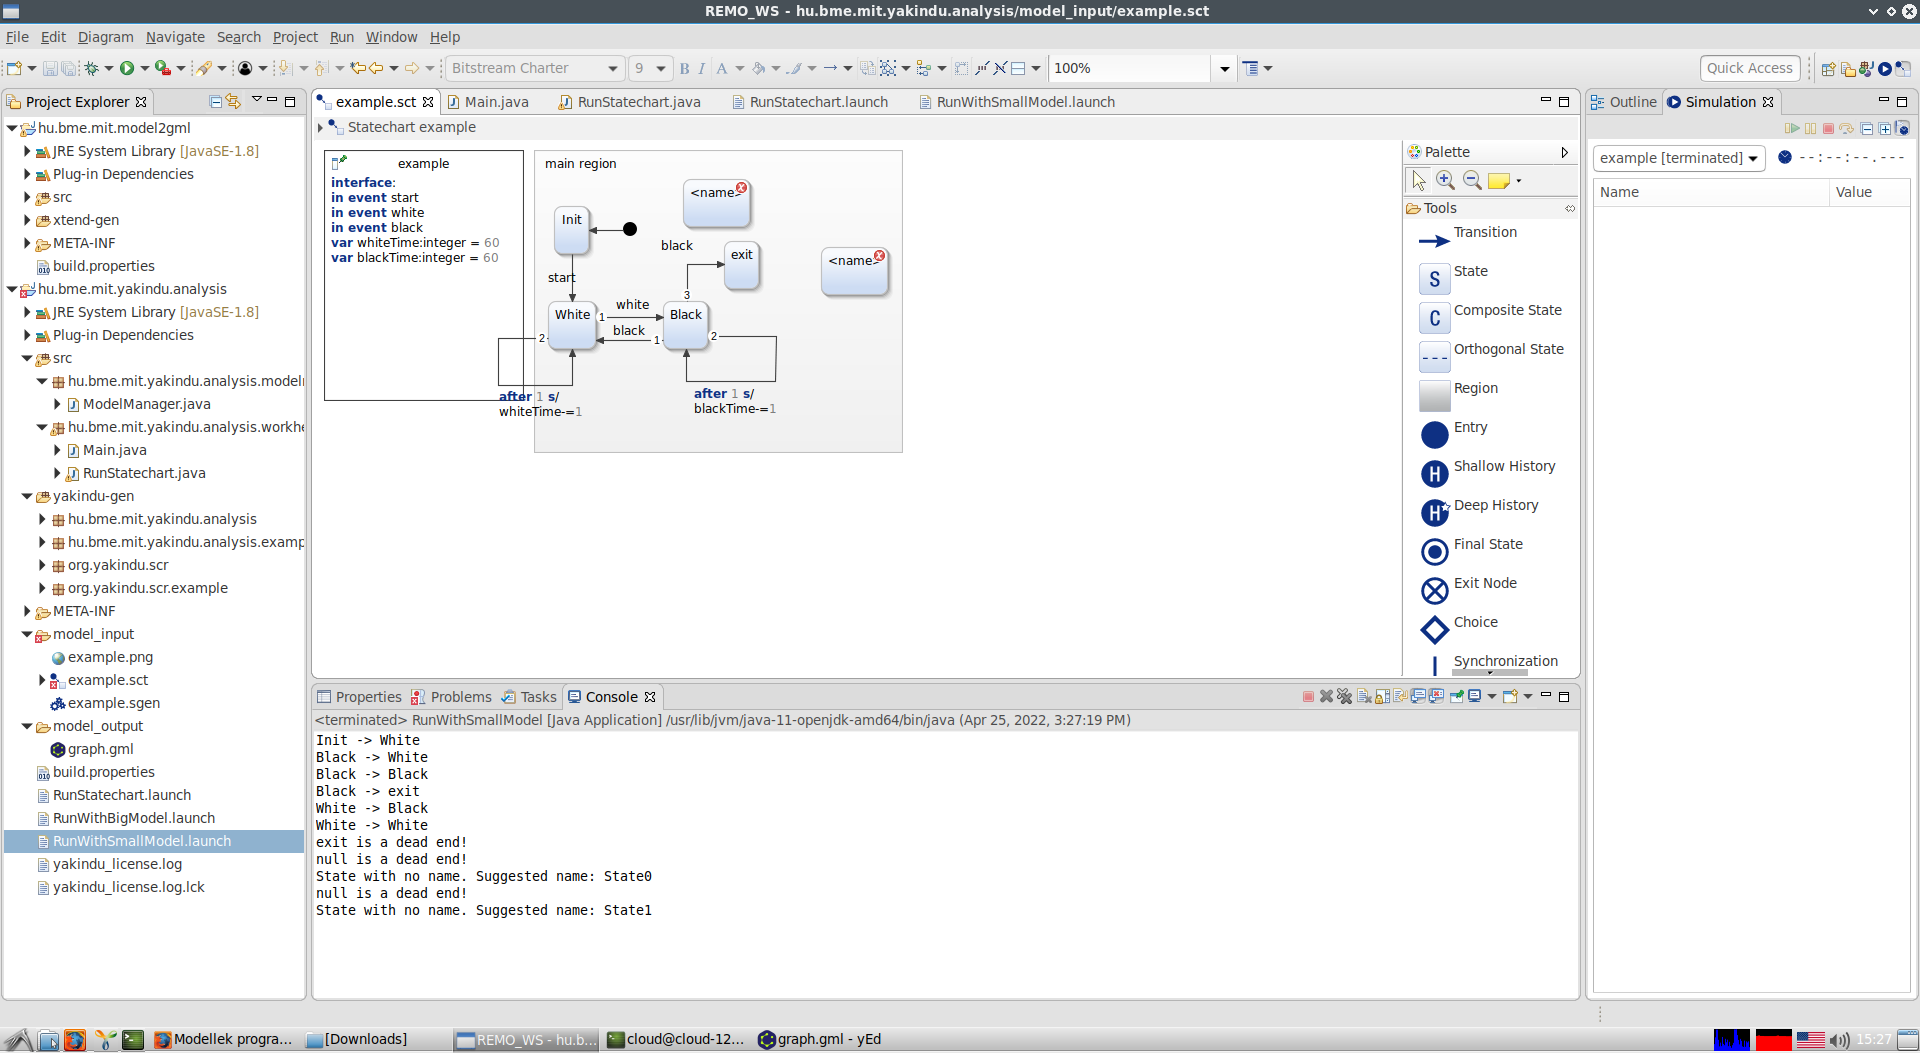 REMO_WS - hu.bme.mit.yakindu.analysis/model_input/example.sct
File Edit Diagram Navigate Search Project Run Window Help
Bitstream Charter 9 B I A 100% Quick Access
Project Explorer
hu.bme.mit.model2gml
JRE System Library [JavaSE-1.8]
Plug-in Dependencies
src
xtend-gen
META-INF
build.properties
hu.bme.mit.yakindu.analysis
JRE System Library [JavaSE-1.8]
Plug-in Dependencies
src
hu.bme.mit.yakindu.analysis.model
ModelManager.java
hu.bme.mit.yakindu.analysis.workhe
Main.java
RunStatechart.java
yakindu-gen
hu.bme.mit.yakindu.analysis
hu.bme.mit.yakindu.analysis.examp
org.yakindu.scr
org.yakindu.scr.example
META-INF
model_input
example.png
example.sct
example.sgen
model_output
graph.gml
build.properties
RunStatechart.launch
RunWithBigModel.launch
RunWithSmallModel.launch
yakindu_license.log
yakindu_license.log.lck
example.sct Main.java RunStatechart.java RunStatechart.launch RunWithSmallModel.launch
Statechart example
example
interface:
in event start
in event white
in event black
var whiteTime:integer = 60
var blackTime:integer = 60
main region
<name>
Init
black
exit
<name>
start
3
White
1
white
Black
black
1
2
2
after 1 s/
whiteTime-=1
after 1 s/
blackTime-=1
Palette
Tools
Transition
S State
C Composite State
Orthogonal State
Region
Entry
H Shallow History
H* Deep History
Final State
Exit Node
Choice
Synchronization
Properties Problems Tasks Console
<terminated> RunWithSmallModel [Java Application] /usr/lib/jvm/java-11-openjdk-amd64/bin/java (Apr 25, 2022, 3:27:19 PM)
Init -> White
Black -> White
Black -> Black
Black -> exit
White -> Black
White -> White
exit is a dead end!
null is a dead end!
State with no name. Suggested name: State0
null is a dead end!
State with no name. Suggested name: State1
Outline Simulation
example [terminated] --:--:--.---
Name Value
Modellek progra... [Downloads] REMO_WS - hu.b... cloud@cloud-12... graph.gml - yEd 15:27